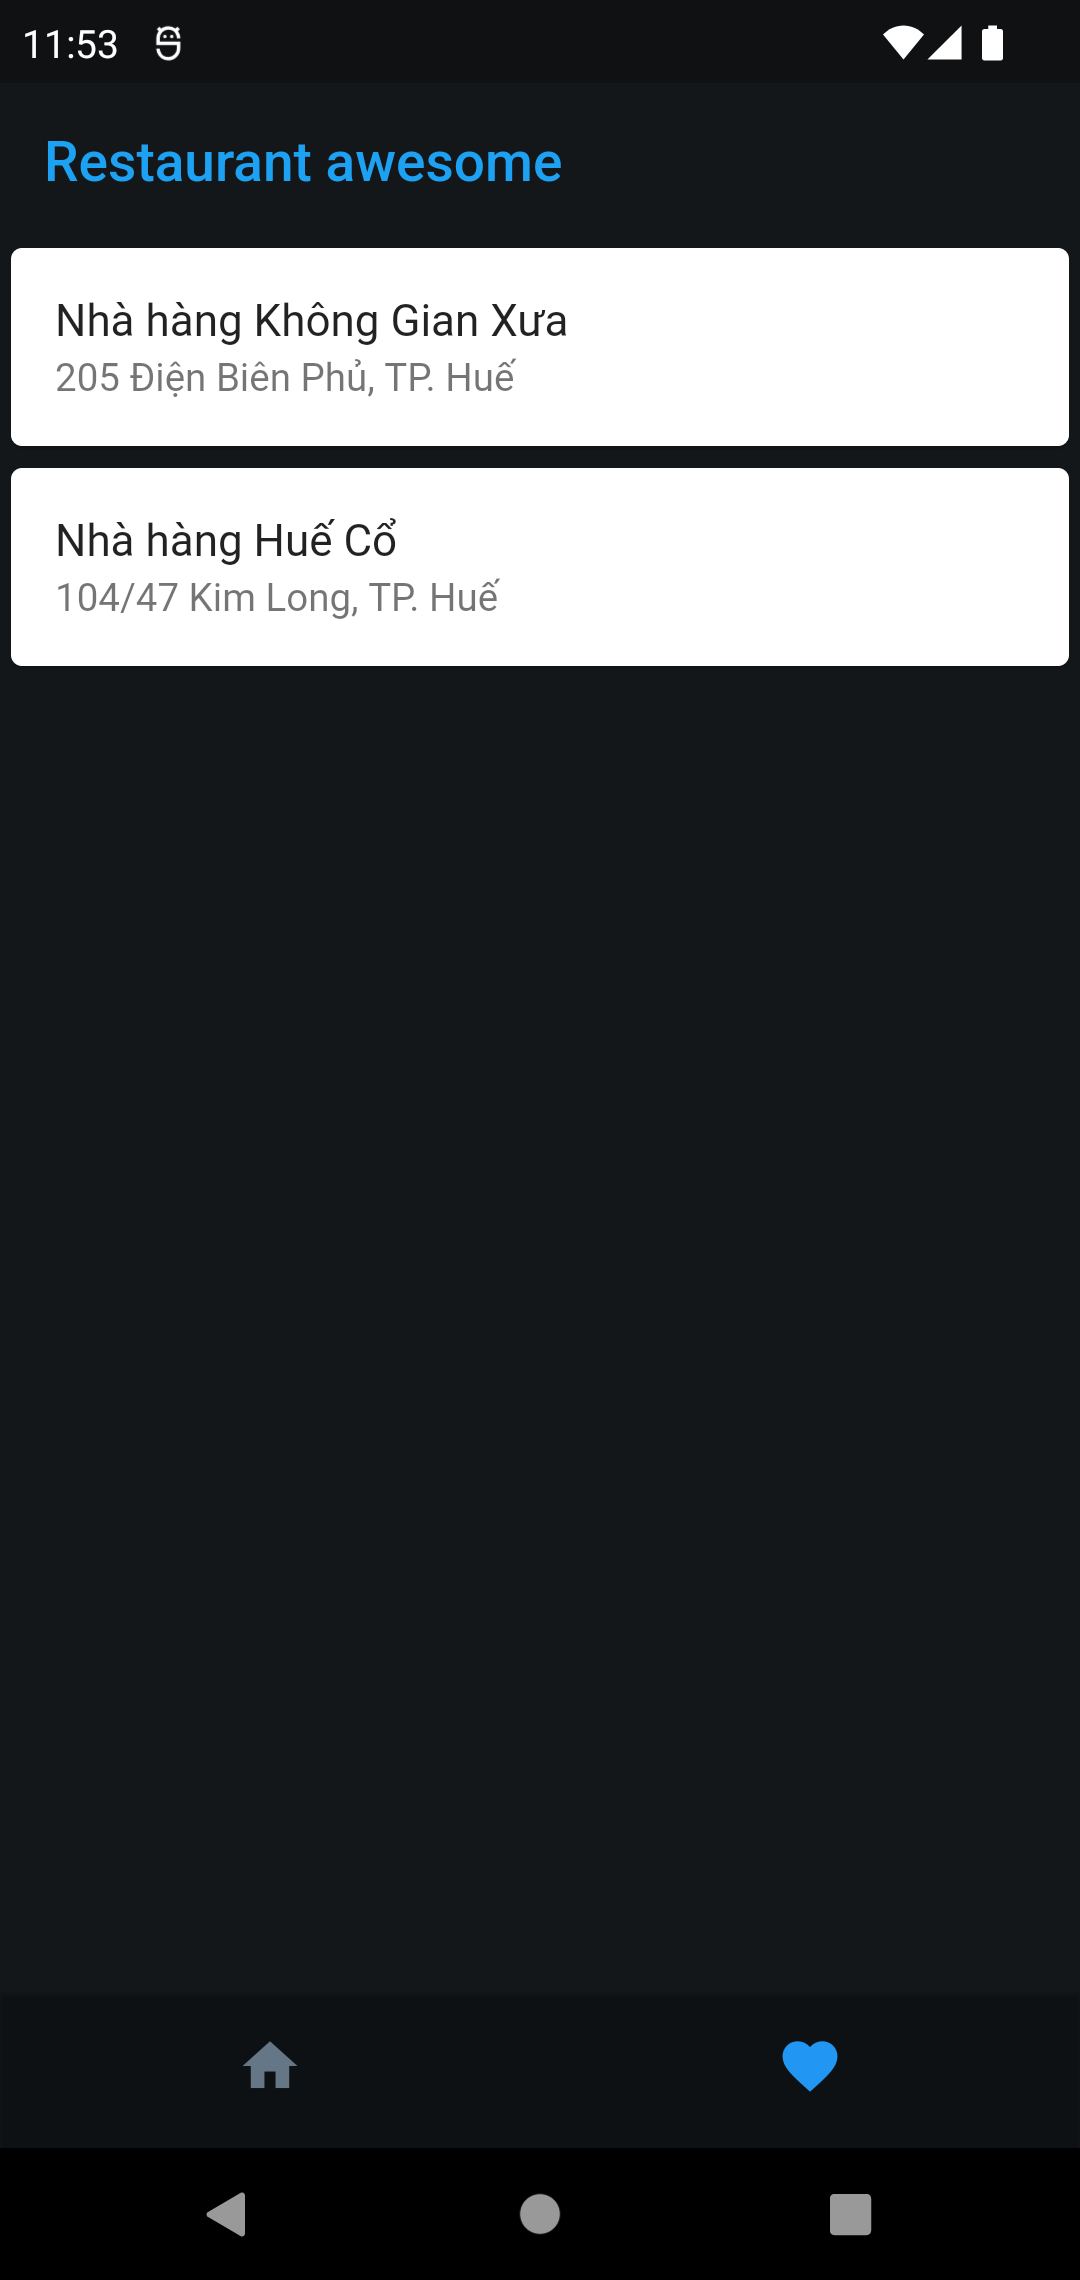 11:53
Restaurant awesome
Nhà hàng Không Gian Xưa
205 Điện Biên Phủ, TP. Huế
Nhà hàng Huế Cổ
104/47 Kim Long, TP. Huế